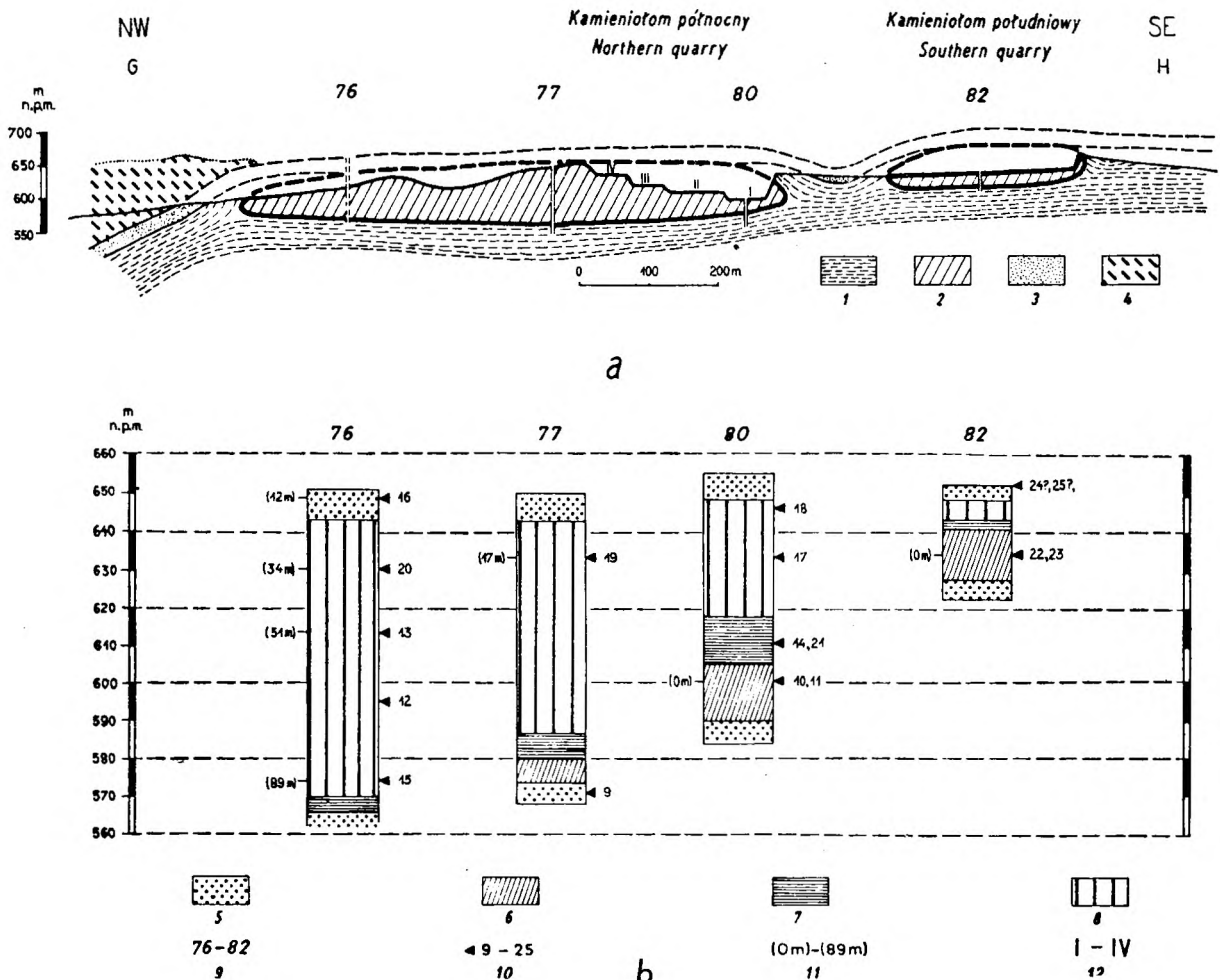 NW Kamieniołom północny Kamieniołom południowy SE
G Northern quarry Southern quarry H
m
n.p.m.
76 77 80 82
700
650
600
550
IV
III
II
I
0 100 200 m
1 2 3 4
a
m
n.p.m.
76 77 80 82
660
650 (12m) 16 24?, 25?,
18
640
(34m) 20 (17m) 19 17 (0m) 22, 23
630
620
(51m) 13
610 14, 21
600 12 (0m) 10, 11
590
580
(89m) 15
570 9
560
5 6 7 8
76-82 9-25 (0m)-(89m) I - IV
9 10 11 12
b